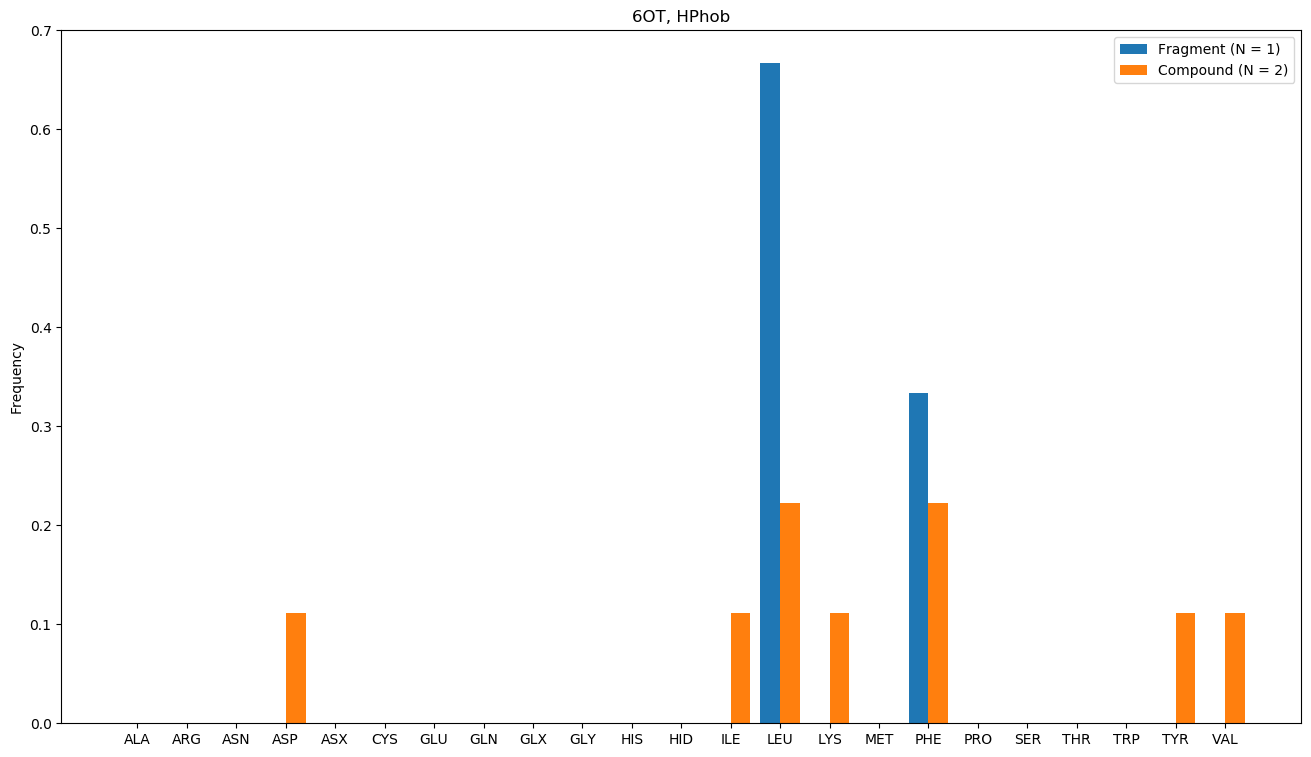 6OT, HPhob
Fragment (N = 1)
Compound (N = 2)
Frequency
0.7
0.6
0.5
0.4
0.3
0.2
0.1
0.0
ALA ARG ASN ASP ASX CYS GLU GLN GLX GLY HIS HID ILE LEU LYS MET PHE PRO SER THR TRP TYR VAL